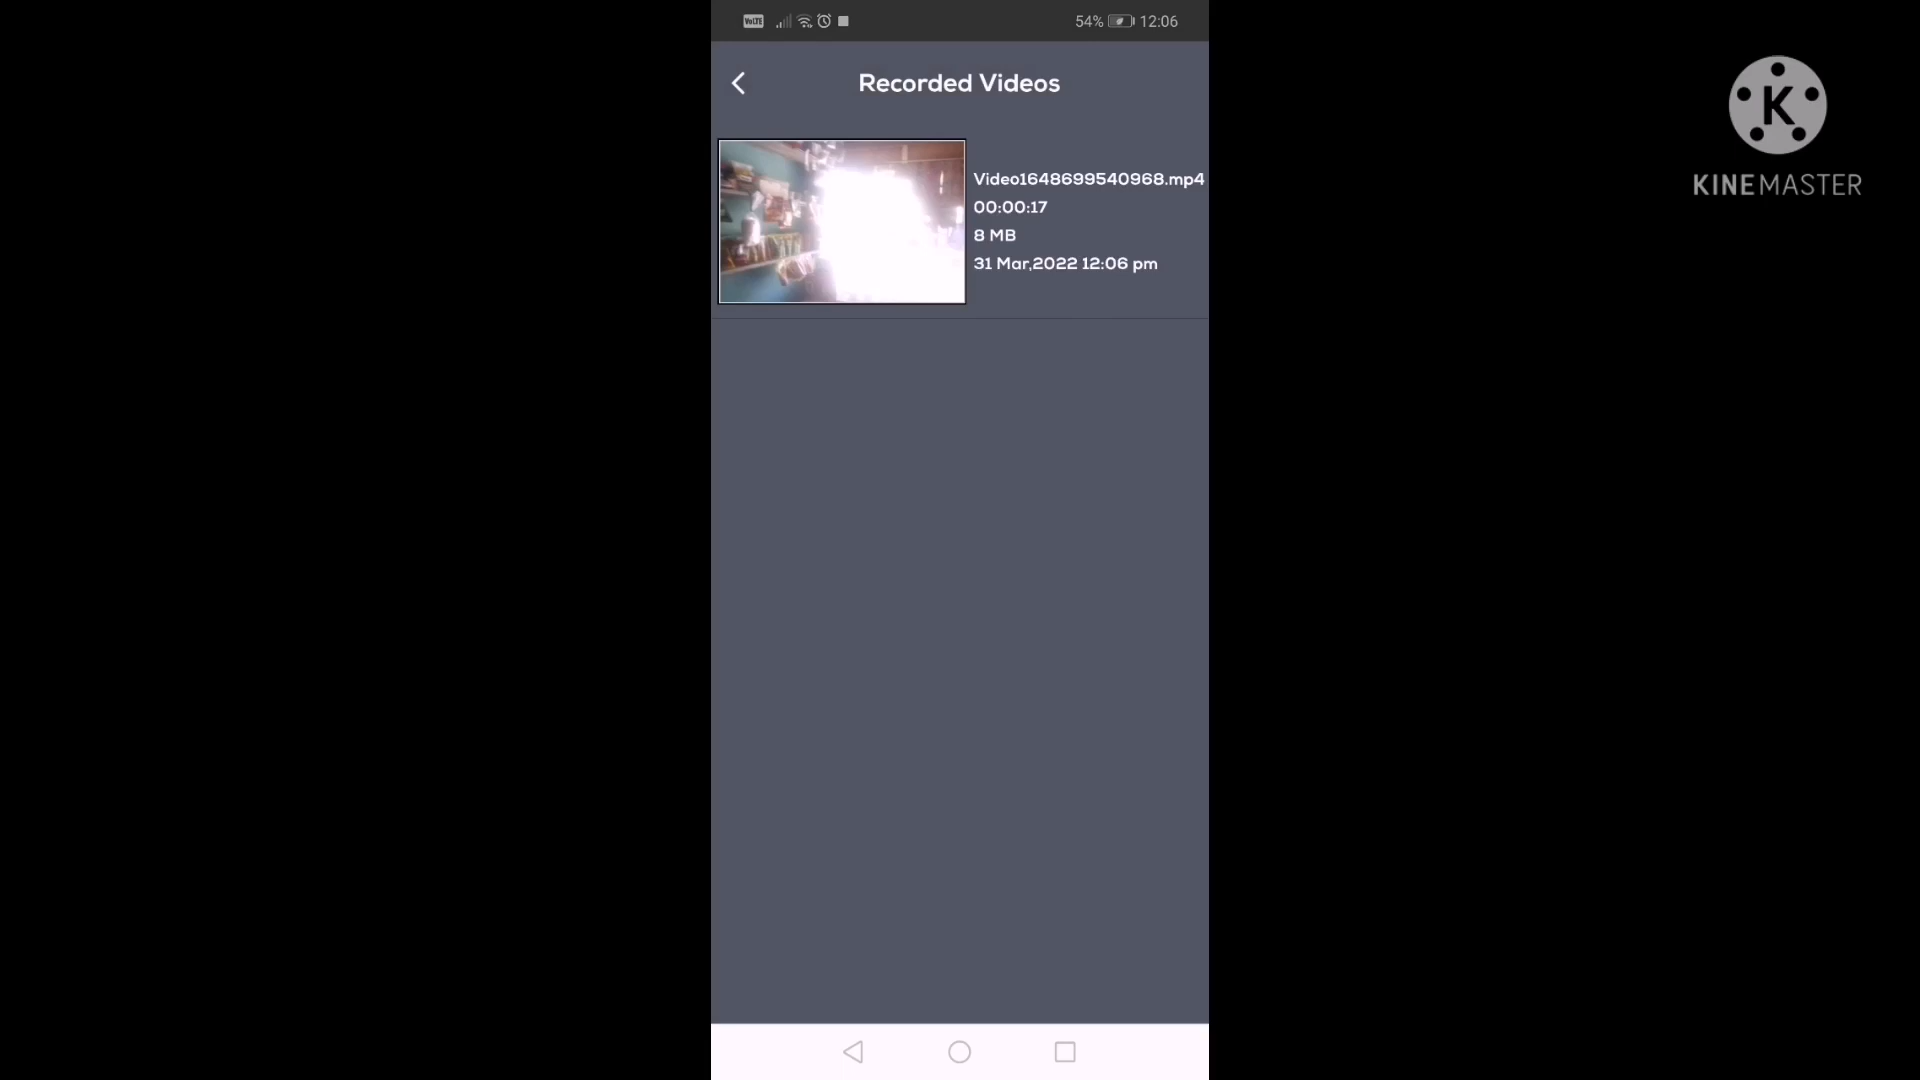 VoLTE
54% 12:06
Recorded Videos
Video1648699540968.mp4
00:00:17
8 MB
31 Mar,2022 12:06 pm
K
KINEMASTER